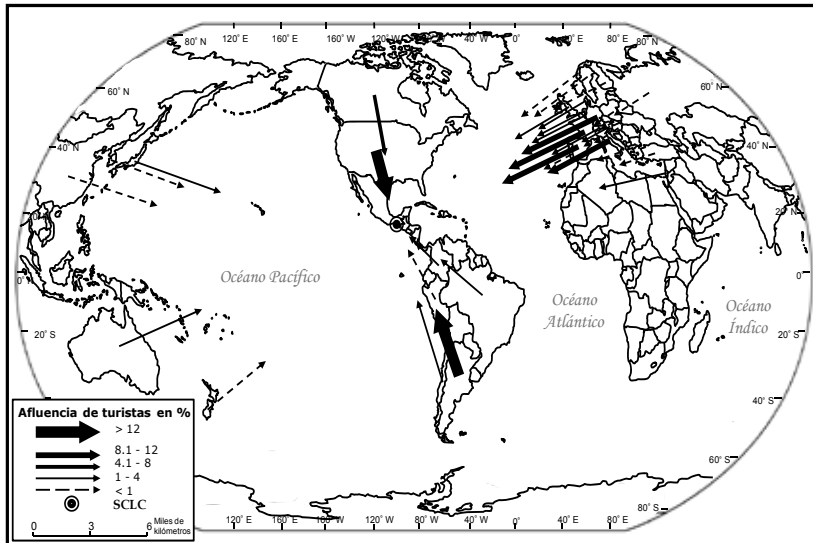 120˚ E 160˚ E 160˚ W 120˚ W 80˚ W 40˚ W 0˚ 40˚ E 80˚ E
80˚ N 80˚ N
60˚ N 60˚ N
40˚ N 40˚ N
20˚ N 20˚ N
Océano Pacífico
0˚ N 0˚
Océano
Atlántico
Océano
Índico
20˚ S 20˚ S
40˚ S
60˚ S
80˚ S
Afluencia de turistas en %
> 12
8.1 - 12
4.1 - 8
1 - 4
< 1
SCLC
0 3 6 Miles de
kilómetros
120˚ E 160˚ E 160˚ W 120˚ W 80˚ W 40˚ W 0˚ 40˚ E 80˚ E